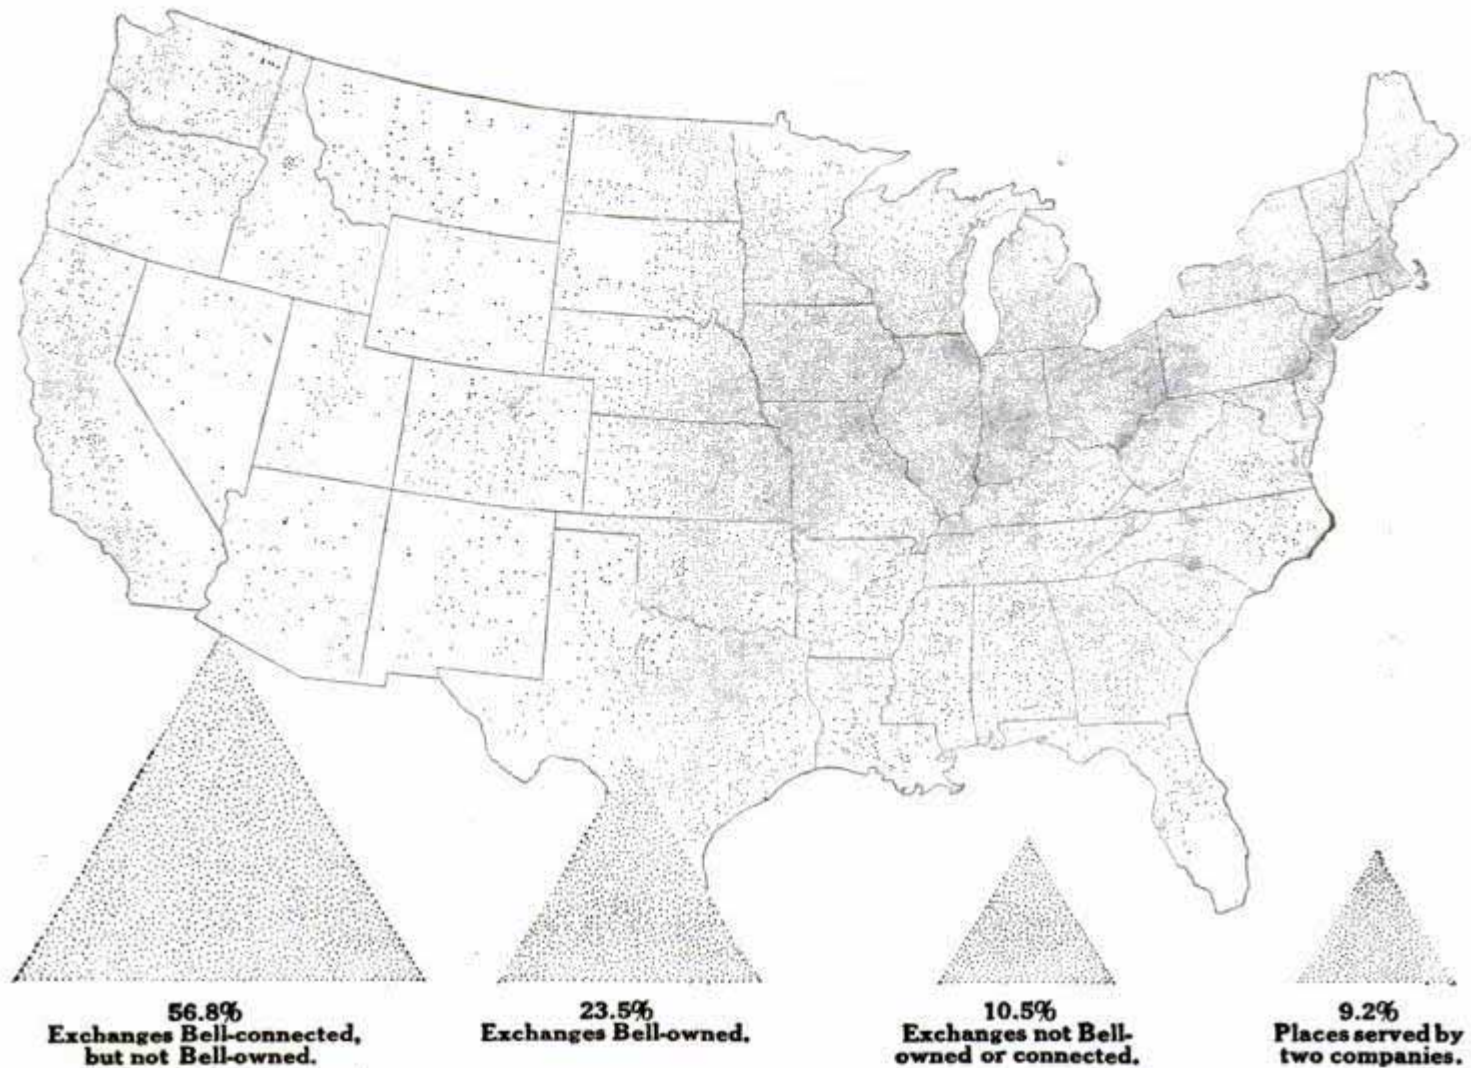 56.8%
Exchanges Bell-connected,
but not Bell-owned.
23.5%
Exchanges Bell-owned.
10.5%
Exchanges not Bell-
owned or connected.
9.2%
Places served by
two companies.